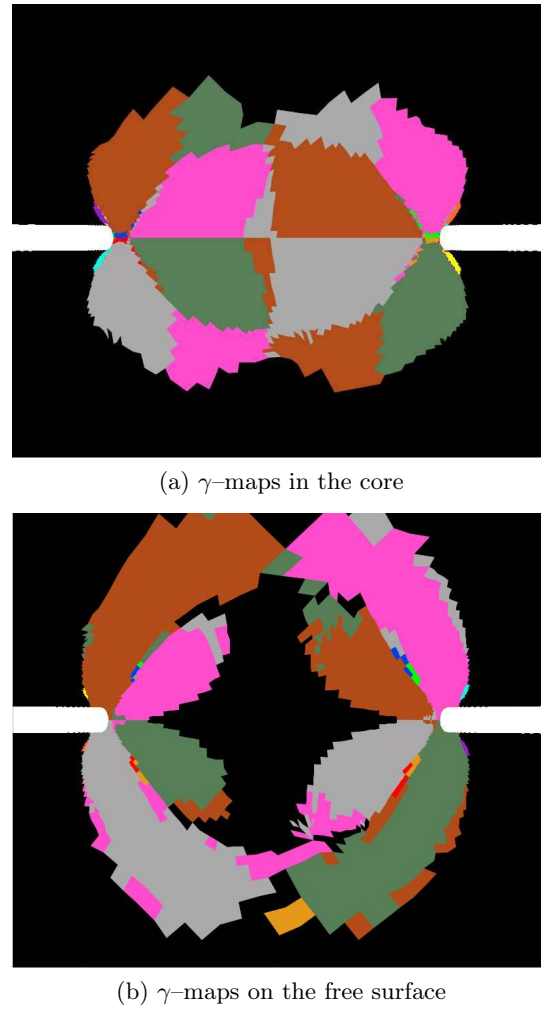 (a) γ–maps in the core
(b) γ–maps on the free surface